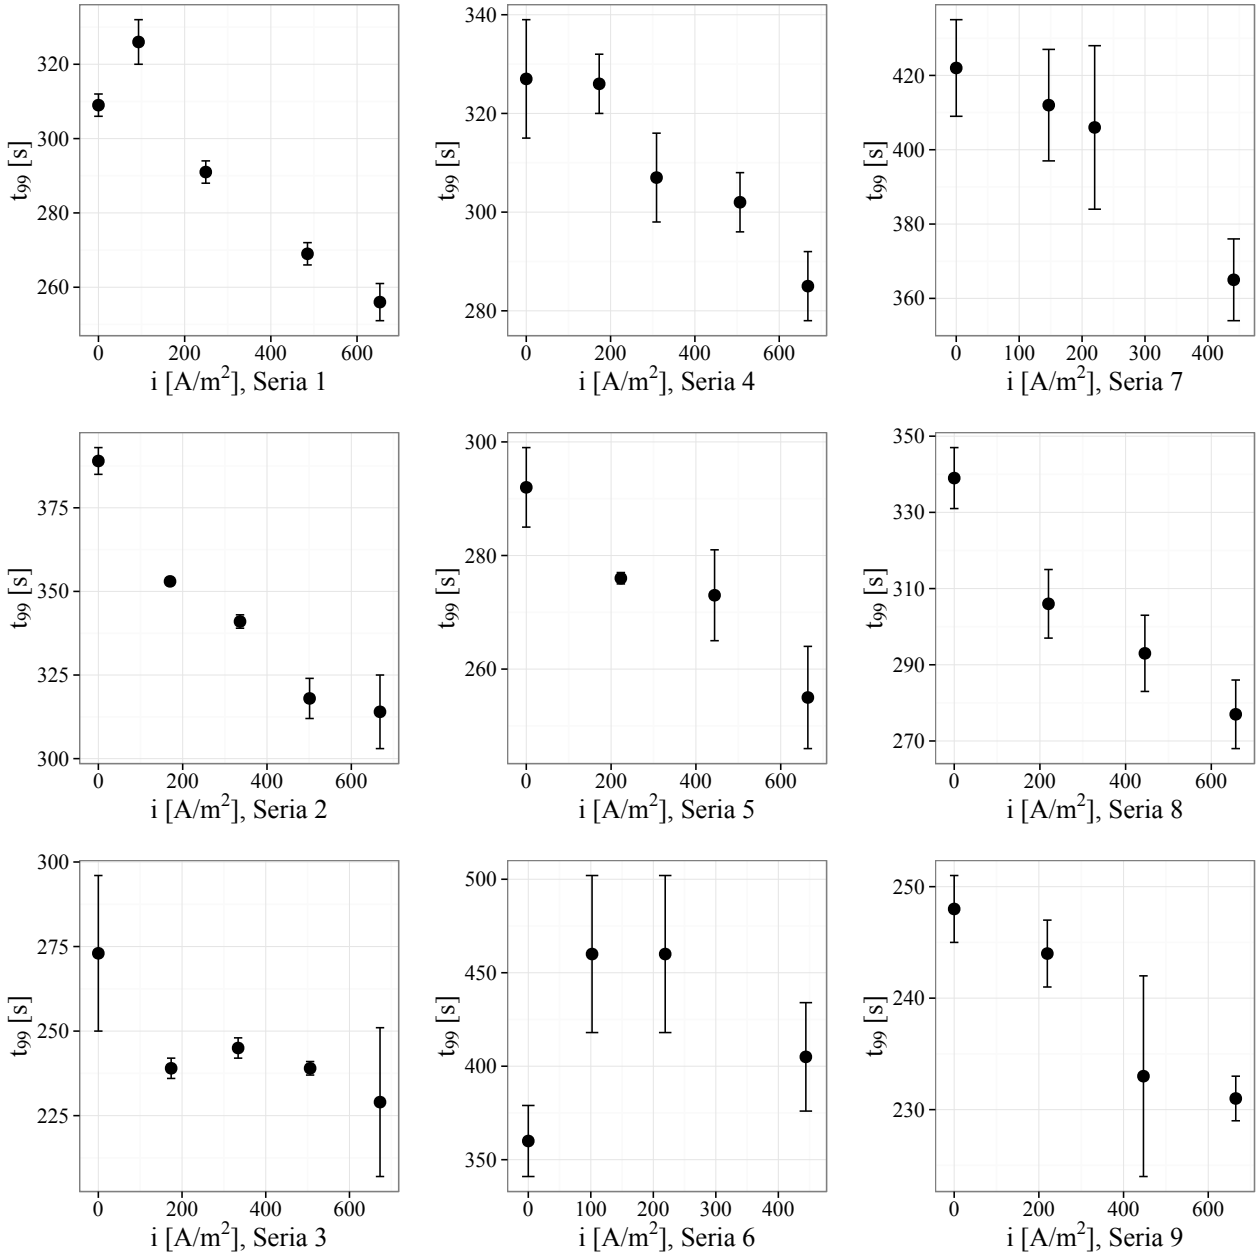 t99 [s]
320
300
280
260
0 200 400 600
i [A/m²], Seria 1
t99 [s]
340
320
300
280
0 200 400 600
i [A/m²], Seria 4
t99 [s]
420
400
380
360
0 100 200 300 400
i [A/m²], Seria 7
t99 [s]
375
350
325
300
0 200 400 600
i [A/m²], Seria 2
t99 [s]
300
280
260
0 200 400 600
i [A/m²], Seria 5
t99 [s]
350
330
310
290
270
0 200 400 600
i [A/m²], Seria 8
t99 [s]
300
275
250
225
0 200 400 600
i [A/m²], Seria 3
t99 [s]
500
450
400
350
0 100 200 300 400
i [A/m²], Seria 6
t99 [s]
250
240
230
0 200 400 600
i [A/m²], Seria 9